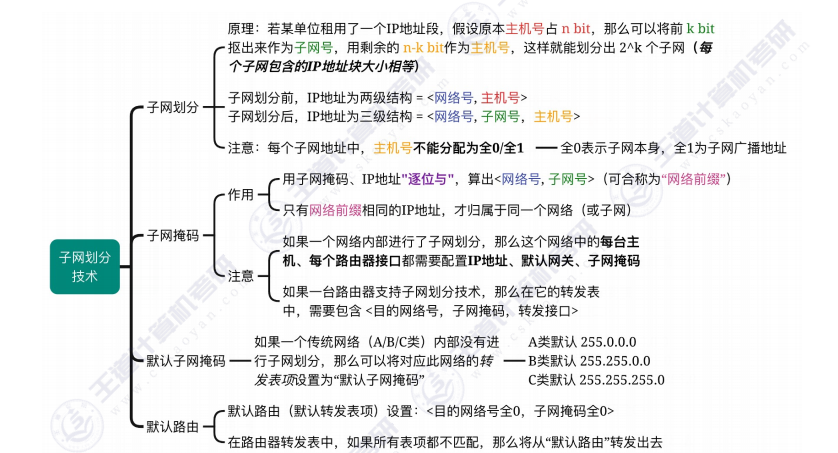 原理：若某单位租用了一个IP地址段，假设原本主机号占 n bit，那么可以将前 k bit
抠出来作为子网号，用剩余的 n-k bit作为主机号，这样就能划分出 2^k 个子网（每
个子网包含的IP地址块大小相等）
子网划分
子网划分前，IP地址为两级结构 = <网络号, 主机号>
子网划分后，IP地址为三级结构 = <网络号, 子网号，主机号>
注意：每个子网地址中，主机号不能分配为全0/全1
全0表示子网本身，全1为子网广播地址
子网划分
技术
子网掩码
作用
用子网掩码、IP地址"逐位与"，算出<网络号, 子网号>（可合称为“网络前缀”）
只有网络前缀相同的IP地址，才归属于同一个网络（或子网）
注意
如果一个网络内部进行了子网划分，那么这个网络中的每台主
机、每个路由器接口都需要配置IP地址、默认网关、子网掩码
如果一台路由器支持子网划分技术，那么在它的转发表
中，需要包含 <目的网络号，子网掩码，转发接口>
默认子网掩码
如果一个传统网络（A/B/C类）内部没有进
行子网划分，那么可以将对应此网络的转
发表项设置为“默认子网掩码”
A类默认 255.0.0.0
B类默认 255.255.0.0
C类默认 255.255.255.0
默认路由
默认路由（默认转发表项）设置：<目的网络号全0，子网掩码全0>
在路由器转发表中，如果所有表项都不匹配，那么将从“默认路由”转发出去
王道计算机考研
www.cskaoyan.com